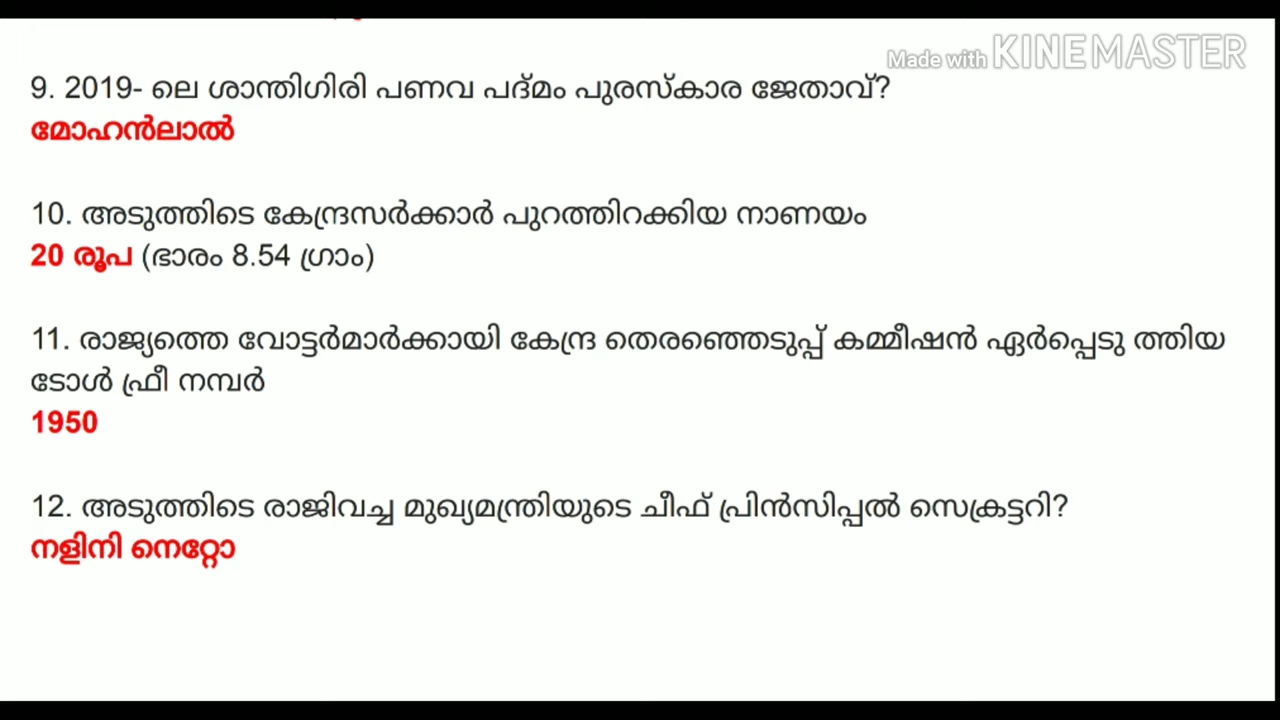 Made with KINEMASTER
9. 2019- ലെ ശാന്തിഗിരി പണവ പദ്മം പുരസ്കാര ജേതാവ്?
മോഹൻലാൽ
10. അടുത്തിടെ കേന്ദ്രസർക്കാർ പുറത്തിറക്കിയ നാണയം
20 രൂപ (ഭാരം 8.54 ഗ്രാം)
11. രാജ്യത്തെ വോട്ടർമാർക്കായി കേന്ദ്ര തെരഞ്ഞെടുപ്പ് കമ്മീഷൻ ഏർപ്പെടു ത്തിയ
ടോൾ ഫ്രീ നമ്പർ
1950
12. അടുത്തിടെ രാജിവച്ച മുഖ്യമന്ത്രിയുടെ ചീഫ് പ്രിൻസിപ്പൽ സെക്രട്ടറി?
നളിനി നെറ്റോ